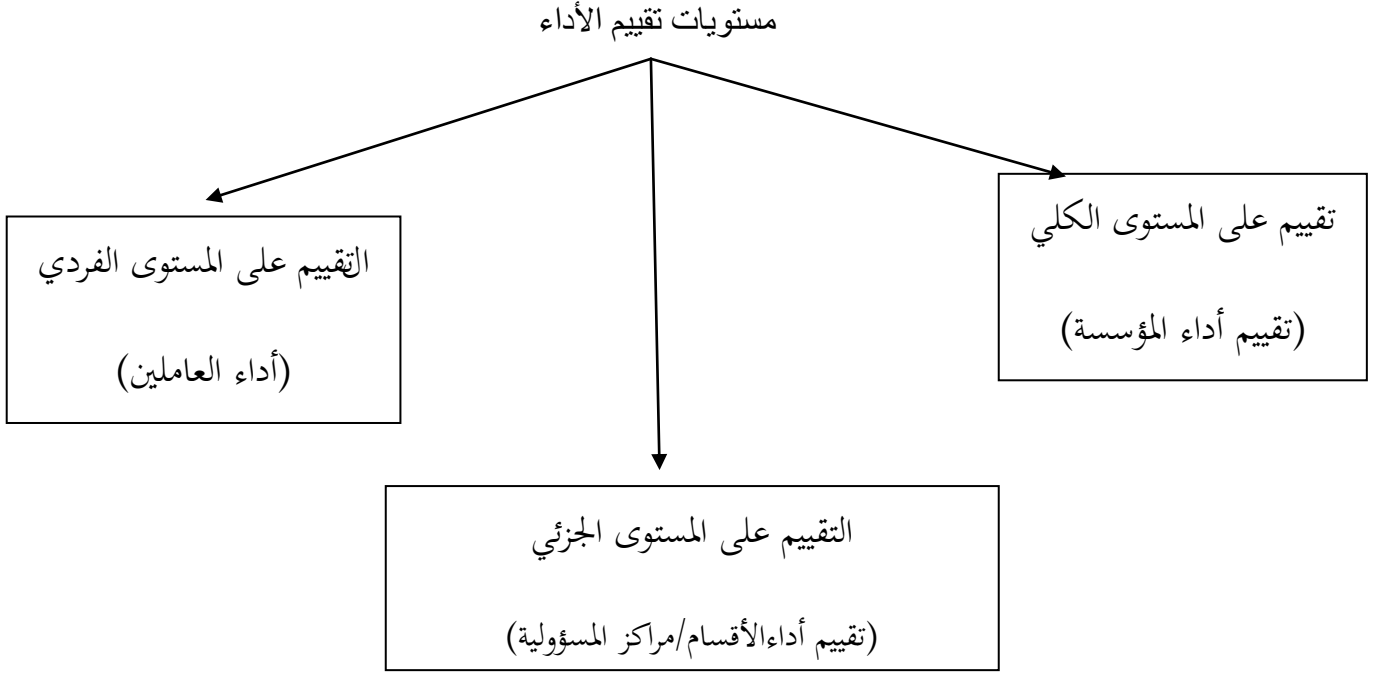 مستويات تقييم الأداء
تقييم على المستوى الكلي
(تقييم أداء المؤسسة)
التقييم على المستوى الفردي
(أداء العاملين)
التقييم على المستوى الجزئي
(تقييم أداءالأقسام/مراكز المسؤولية)